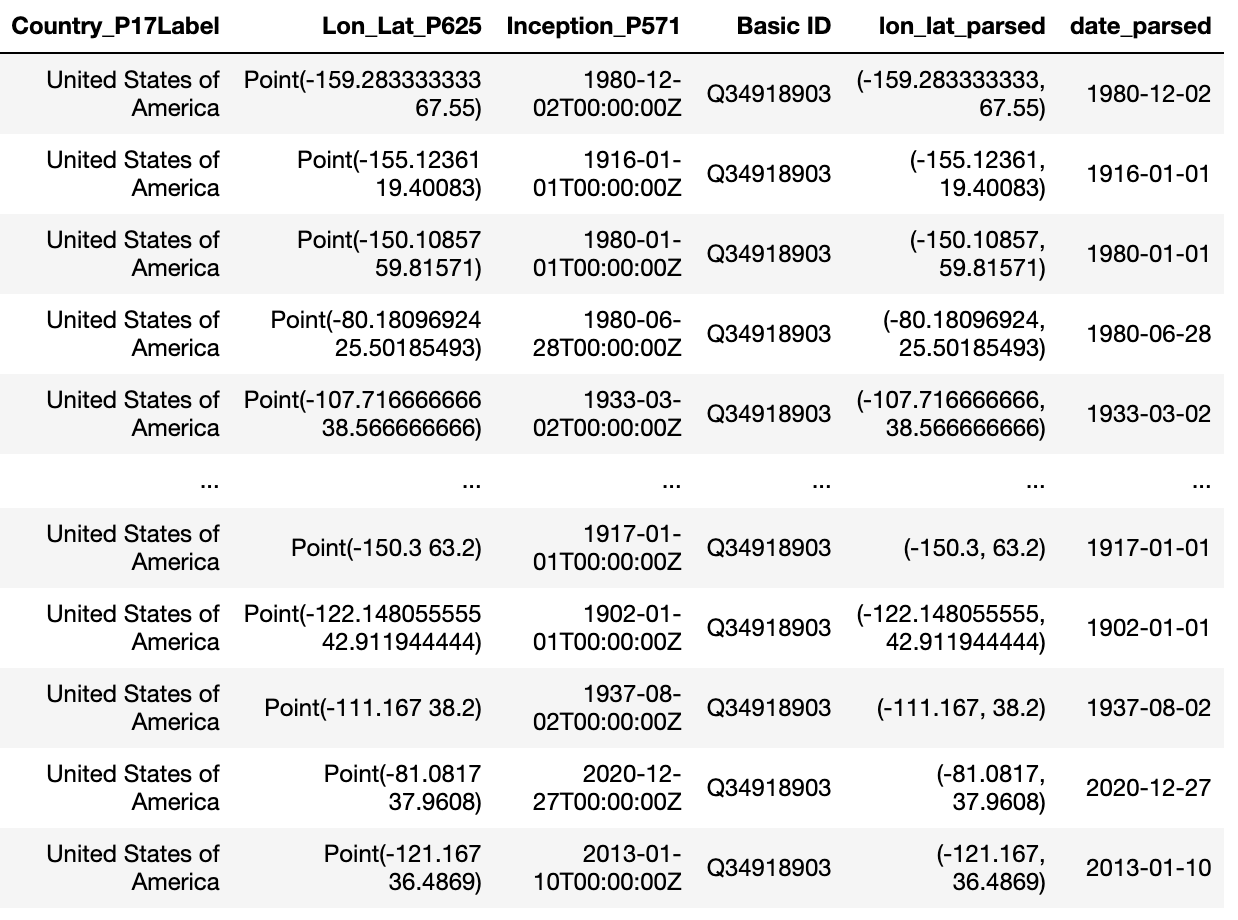 Country_P17Label Lon_Lat_P625 Inception_P571 Basic ID lon_lat_parsed date_parsed
United States of America Point(-159.283333333 67.55) 1980-12-02T00:00:00Z Q34918903 (-159.283333333, 67.55) 1980-12-02
United States of America Point(-155.12361 19.40083) 1916-01-01T00:00:00Z Q34918903 (-155.12361, 19.40083) 1916-01-01
United States of America Point(-150.10857 59.81571) 1980-01-01T00:00:00Z Q34918903 (-150.10857, 59.81571) 1980-01-01
United States of America Point(-80.18096924 25.50185493) 1980-06-28T00:00:00Z Q34918903 (-80.18096924, 25.50185493) 1980-06-28
United States of America Point(-107.716666666 38.566666666) 1933-03-02T00:00:00Z Q34918903 (-107.716666666, 38.566666666) 1933-03-02
... ... ... ... ... ...
United States of America Point(-150.3 63.2) 1917-01-01T00:00:00Z Q34918903 (-150.3, 63.2) 1917-01-01
United States of America Point(-122.148055555 42.911944444) 1902-01-01T00:00:00Z Q34918903 (-122.148055555, 42.911944444) 1902-01-01
United States of America Point(-111.167 38.2) 1937-08-02T00:00:00Z Q34918903 (-111.167, 38.2) 1937-08-02
United States of America Point(-81.0817 37.9608) 2020-12-27T00:00:00Z Q34918903 (-81.0817, 37.9608) 2020-12-27
United States of America Point(-121.167 36.4869) 2013-01-10T00:00:00Z Q34918903 (-121.167, 36.4869) 2013-01-10